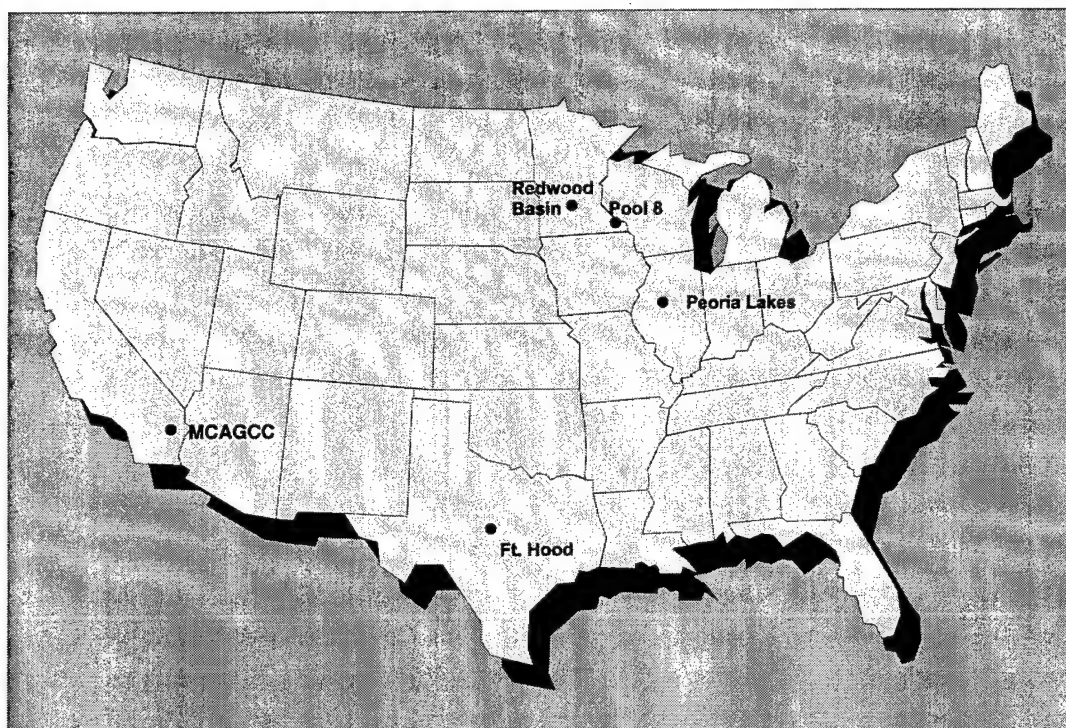 Redwood
Basin
Pool 8
Peoria Lakes
MCAGCC
Ft. Hood